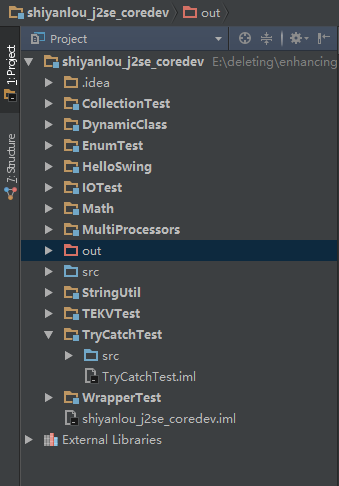 shiyanlou_j2se_coredev out
Project
1: Project
7: Structure
shiyanlou_j2se_coredev E:\deleting\enhancing
.idea
CollectionTest
DynamicClass
EnumTest
HelloSwing
IOTest
Math
MultiProcessors
out
src
StringUtil
TEKVTest
TryCatchTest
src
TryCatchTest.iml
WrapperTest
shiyanlou_j2se_coredev.iml
External Libraries